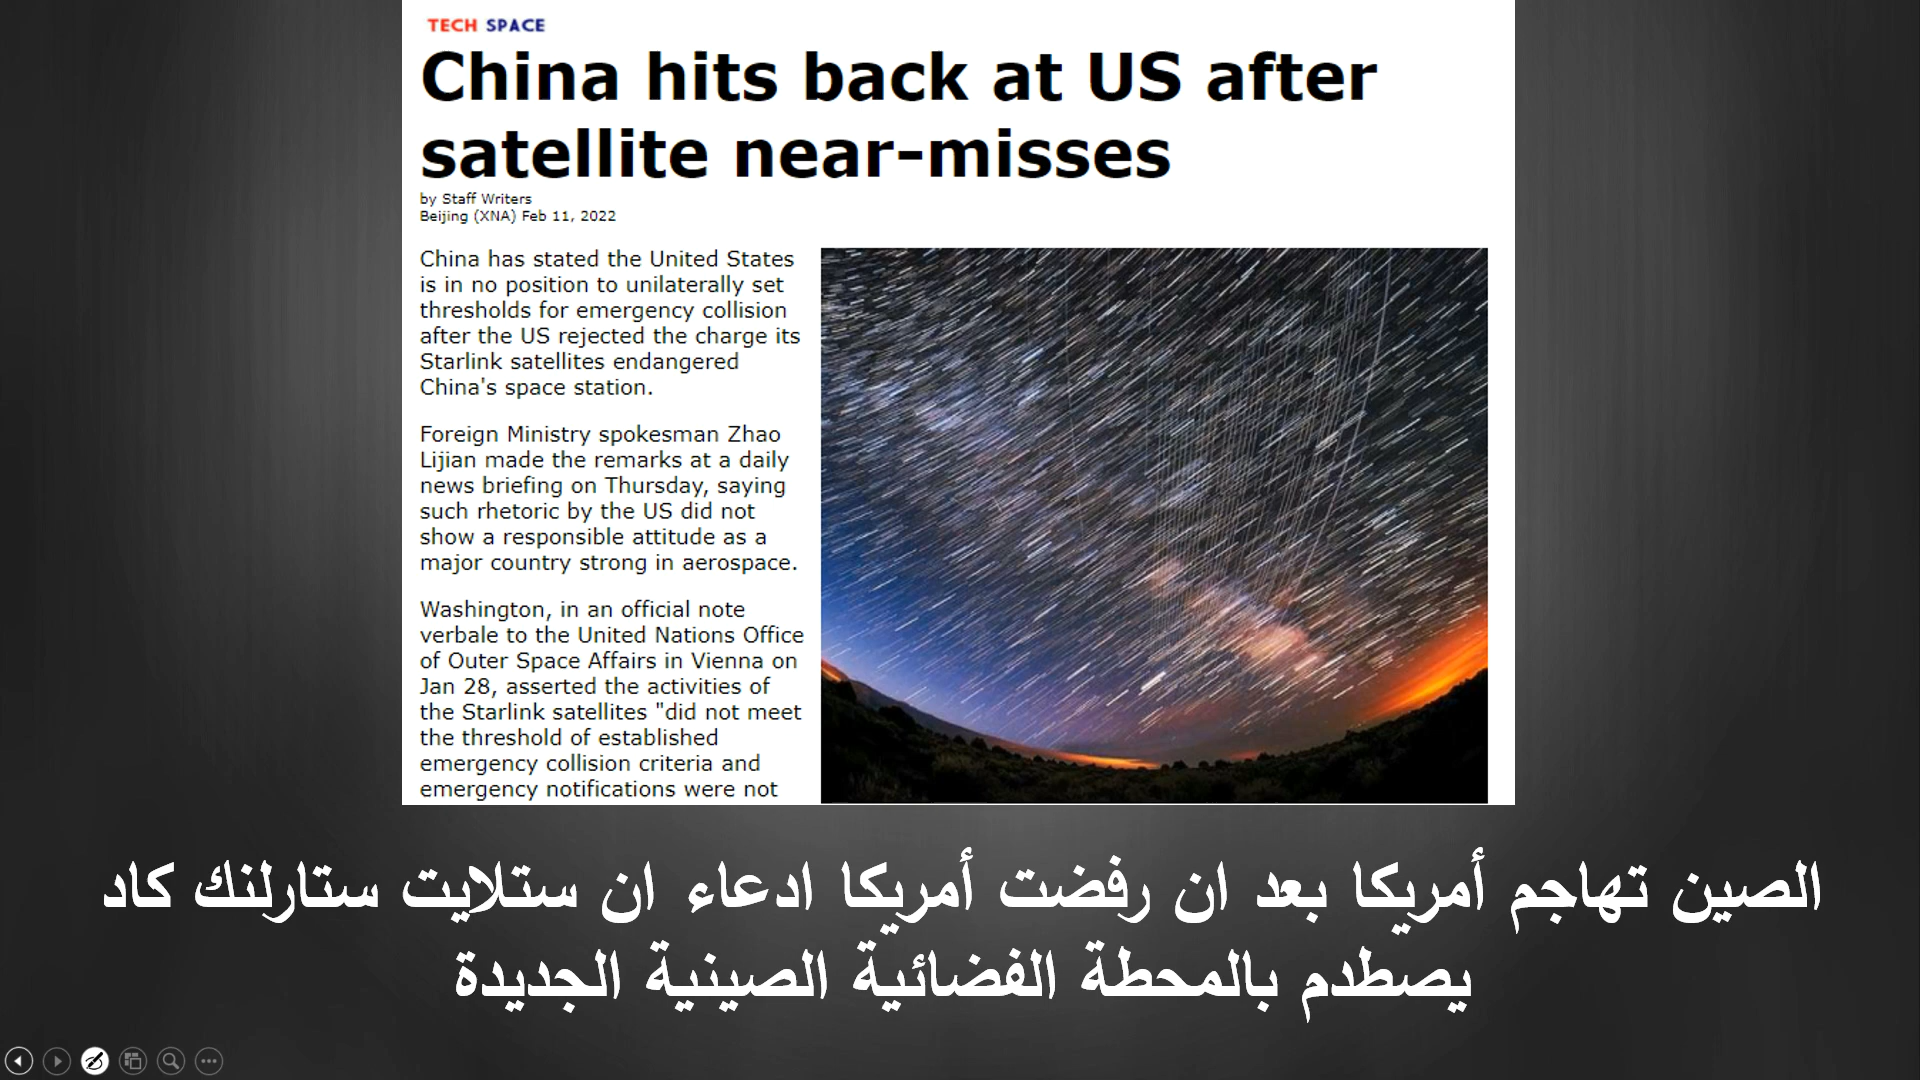 TECH SPACE
China hits back at US after
satellite near-misses
by Staff Writers
Beijing (XNA) Feb 11, 2022
China has stated the United States
is in no position to unilaterally set
thresholds for emergency collision
after the US rejected the charge its
Starlink satellites endangered
China's space station.
Foreign Ministry spokesman Zhao
Lijian made the remarks at a daily
news briefing on Thursday, saying
such rhetoric by the US did not
show a responsible attitude as a
major country strong in aerospace.
Washington, in an official note
verbale to the United Nations Office
of Outer Space Affairs in Vienna on
Jan 28, asserted the activities of
the Starlink satellites "did not meet
the threshold of established
emergency collision criteria and
emergency notifications were not
الصين تهاجم أمريكا بعد ان رفضت أمريكا ادعاء ان ستلايت ستارلنك كاد
يصطدم بالمحطة الفضائية الصينية الجديدة